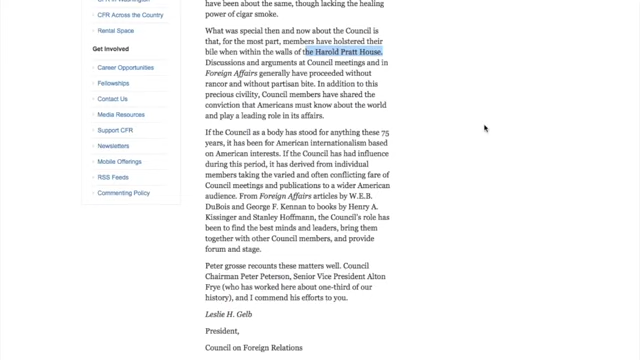 CFR in Washington
CFR Across the Country
Rental Space
Get Involved
Career Opportunities
Fellowships
Contact Us
Media Resources
Support CFR
Newsletters
Mobile Offerings
RSS Feeds
Commenting Policy
have been about the same, though lacking the healing
power of cigar smoke.
What was special then and now about the Council is
that, for the most part, members have holstered their
bile when within the walls of the Harold Pratt House.
Discussions and arguments at Council meetings and in
Foreign Affairs generally have proceeded without
rancor and without partisan bite. In addition to this
precious civility, Council members have shared the
conviction that Americans must know about the world
and play a leading role in its affairs.
If the Council as a body has stood for anything these 75
years, it has been for American internationalism based
on American interests. If the Council has had influence
during this period, it has derived from individual
members taking the varied and often conflicting fare of
Council meetings and publications to a wider American
audience. From Foreign Affairs articles by W.E.B.
DuBois and George F. Kennan to books by Henry A.
Kissinger and Stanley Hoffmann, the Council's role has
been to find the best minds and leaders, bring them
together with other Council members, and provide
forum and stage.
Peter grosse recounts these matters well. Council
Chairman Peter Peterson, Senior Vice President Alton
Frye (who has worked here about one-third of our
history), and I commend his efforts to you.
Leslie H. Gelb
President,
Council on Foreign Relations